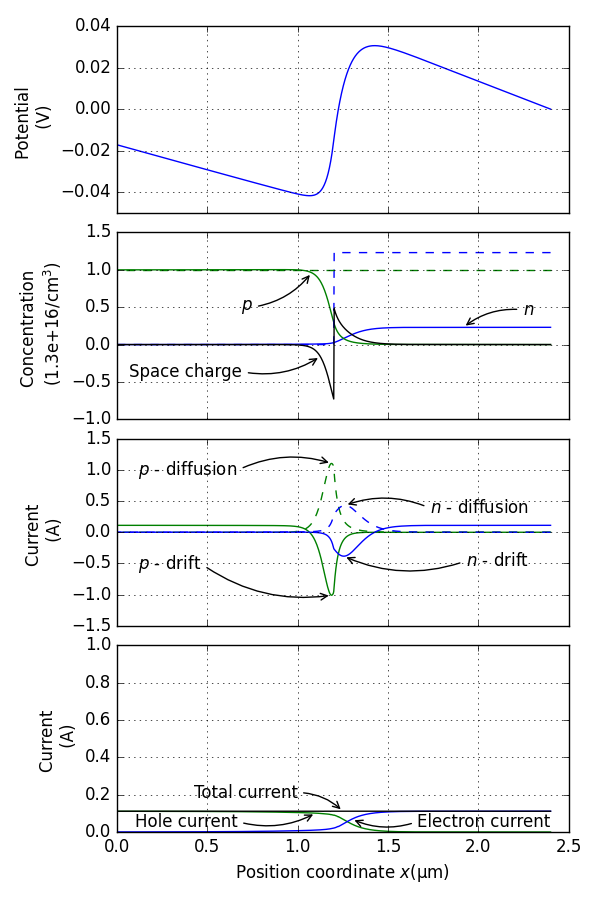 0.04
0.02
0.00
−0.02
−0.04
Potential
(V)
1.5
1.0
0.5
0.0
−0.5
−1.0
Concentration
(1.3e+16/cm³)
p
n
Space charge
1.5
1.0
0.5
0.0
−0.5
−1.0
−1.5
Current
(A)
p - diffusion
n - diffusion
p - drift
n - drift
1.0
0.8
0.6
0.4
0.2
0.0
Current
(A)
Total current
Hole current
Electron current
0.0 0.5 1.0 1.5 2.0 2.5
Position coordinate x(μm)